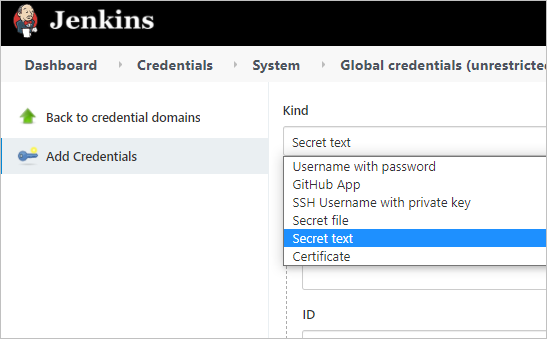 Jenkins
Dashboard Credentials System Global credentials (unrestricted
Back to credential domains
Add Credentials
Kind
Secret text
Username with password
GitHub App
SSH Username with private key
Secret file
Secret text
Certificate
ID